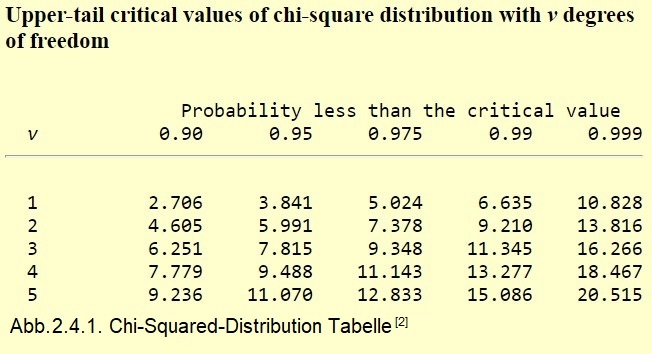 Upper-tail critical values of chi-square distribution with ν degrees
of freedom
Probability less than the critical value
ν 0.90 0.95 0.975 0.99 0.999
1 2.706 3.841 5.024 6.635 10.828
2 4.605 5.991 7.378 9.210 13.816
3 6.251 7.815 9.348 11.345 16.266
4 7.779 9.488 11.143 13.277 18.467
5 9.236 11.070 12.833 15.086 20.515
Abb.2.4.1. Chi-Squared-Distribution Tabelle [2]